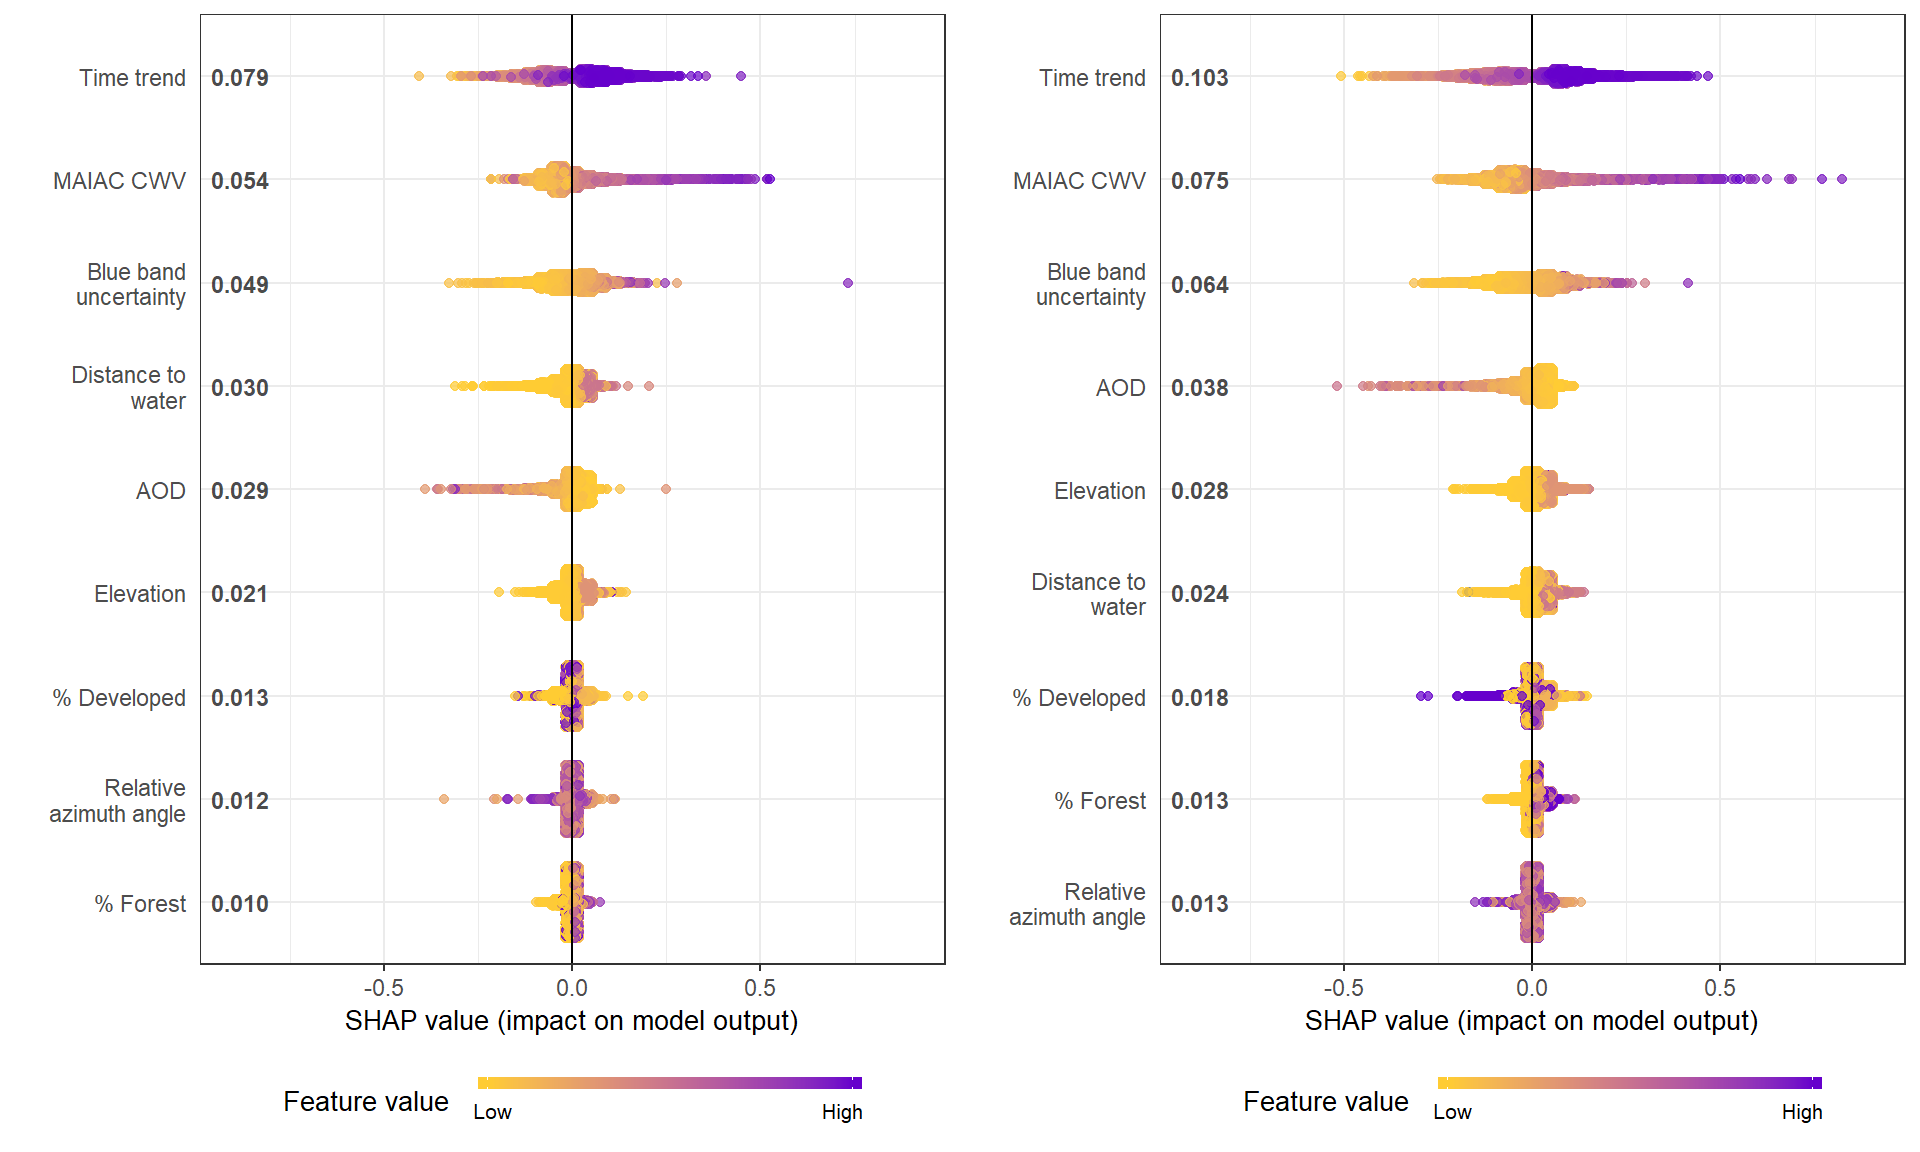 Time trend 0.079
MAIAC CWV 0.054
Blue band
uncertainty 0.049
Distance to
water 0.030
AOD 0.029
Elevation 0.021
% Developed 0.013
Relative
azimuth angle 0.012
% Forest 0.010
-0.5 0.0 0.5
SHAP value (impact on model output)
Feature value
Low High
Time trend 0.103
MAIAC CWV 0.075
Blue band
uncertainty 0.064
AOD 0.038
Elevation 0.028
Distance to
water 0.024
% Developed 0.018
% Forest 0.013
Relative
azimuth angle 0.013
-0.5 0.0 0.5
SHAP value (impact on model output)
Feature value
Low High